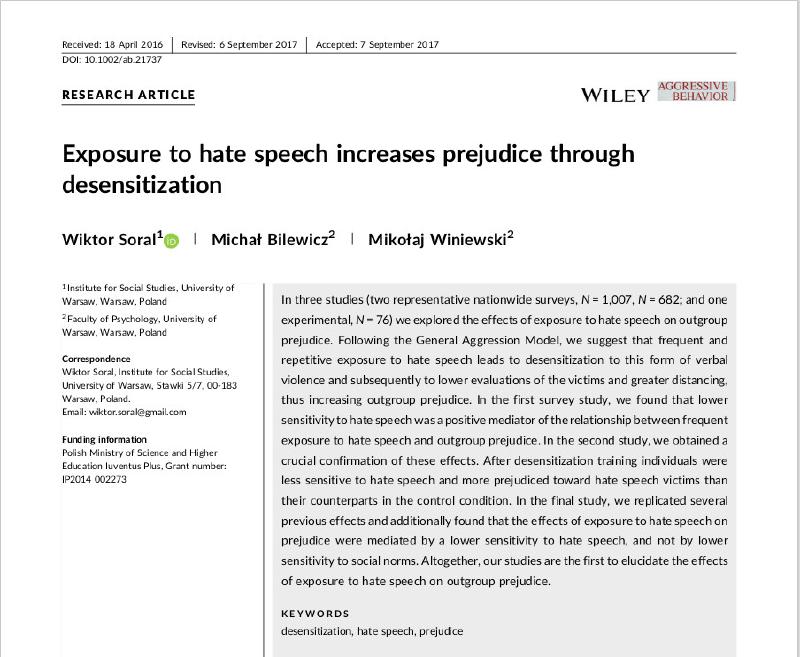 Received: 18 April 2016 | Revised: 6 September 2017 | Accepted: 7 September 2017
DOI: 10.1002/ab.21737
RESEARCH ARTICLE
WILEY AGGRESSIVE
BEHAVIOR
Exposure to hate speech increases prejudice through
desensitization
Wiktor Soral1 iD | Michał Bilewicz2 | Mikołaj Winiewski2
1Institute for Social Studies, University of
Warsaw, Warsaw, Poland
2Faculty of Psychology, University of
Warsaw, Warsaw, Poland
Correspondence
Wiktor Soral, Institute for Social Studies,
University of Warsaw, Stawki 5/7, 00-183
Warsaw, Poland.
Email: wiktor.soral@gmail.com
Funding information
Polish Ministry of Science and Higher
Education Iuventus Plus, Grant number:
IP2014 002273
In three studies (two representative nationwide surveys, N = 1,007, N = 682; and one
experimental, N = 76) we explored the effects of exposure to hate speech on outgroup
prejudice. Following the General Aggression Model, we suggest that frequent and
repetitive exposure to hate speech leads to desensitization to this form of verbal
violence and subsequently to lower evaluations of the victims and greater distancing,
thus increasing outgroup prejudice. In the first survey study, we found that lower
sensitivity to hate speech was a positive mediator of the relationship between frequent
exposure to hate speech and outgroup prejudice. In the second study, we obtained a
crucial confirmation of these effects. After desensitization training individuals were
less sensitive to hate speech and more prejudiced toward hate speech victims than
their counterparts in the control condition. In the final study, we replicated several
previous effects and additionally found that the effects of exposure to hate speech on
prejudice were mediated by a lower sensitivity to hate speech, and not by lower
sensitivity to social norms. Altogether, our studies are the first to elucidate the effects
of exposure to hate speech on outgroup prejudice.
KEYWORDS
desensitization, hate speech, prejudice